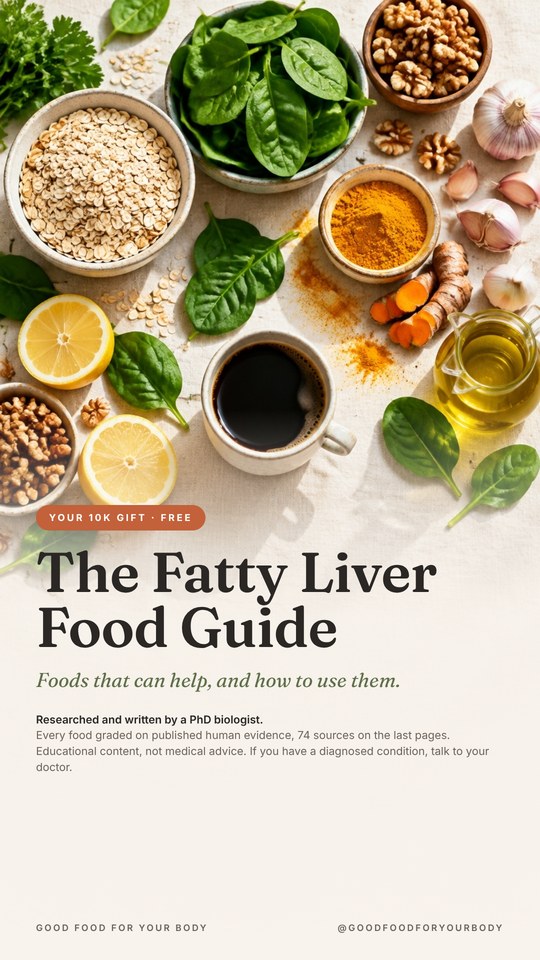 YOUR 10K GIFT · FREE
The Fatty Liver
Food Guide
Foods that can help, and how to use them.
Researched and written by a PhD biologist.
Every food graded on published human evidence, 74 sources on the last pages.
Educational content, not medical advice. If you have a diagnosed condition, talk to your
doctor.
GOOD FOOD FOR YOUR BODY
@GOODFOODFORYOURBODY